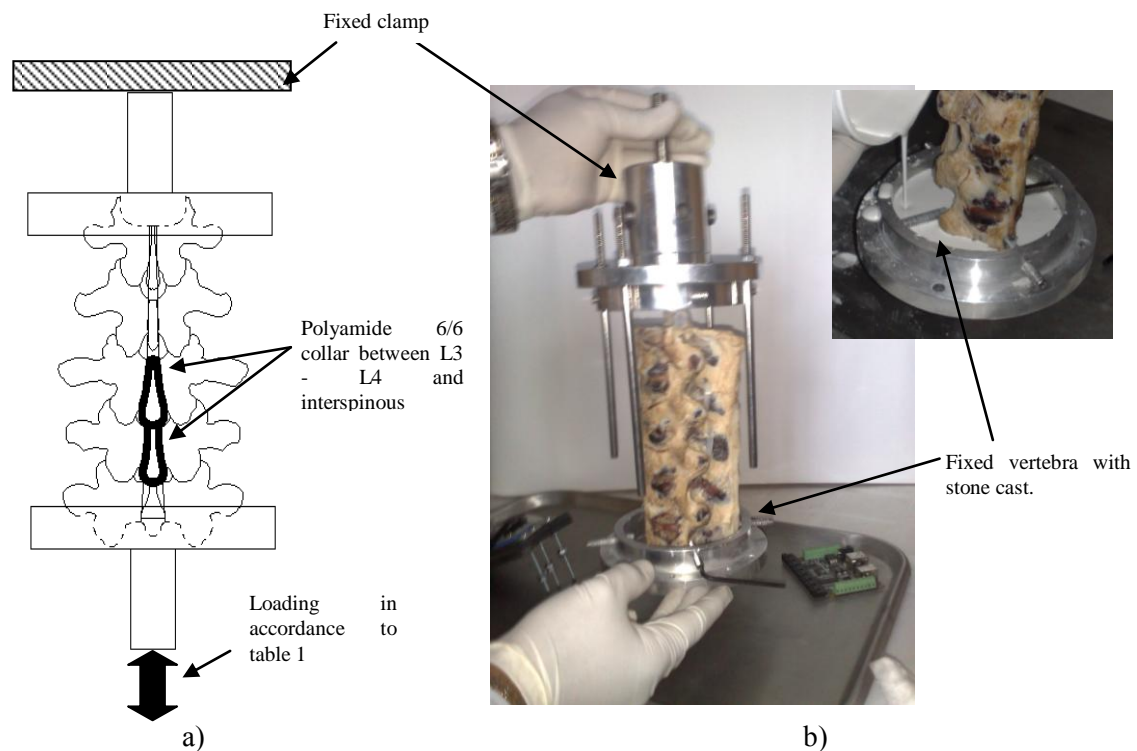 Fixed clamp
Polyamide 6/6
collar between L3
- L4 and
interspinous
Fixed vertebra with
stone cast.
Loading in
accordance to
table 1
a)
b)